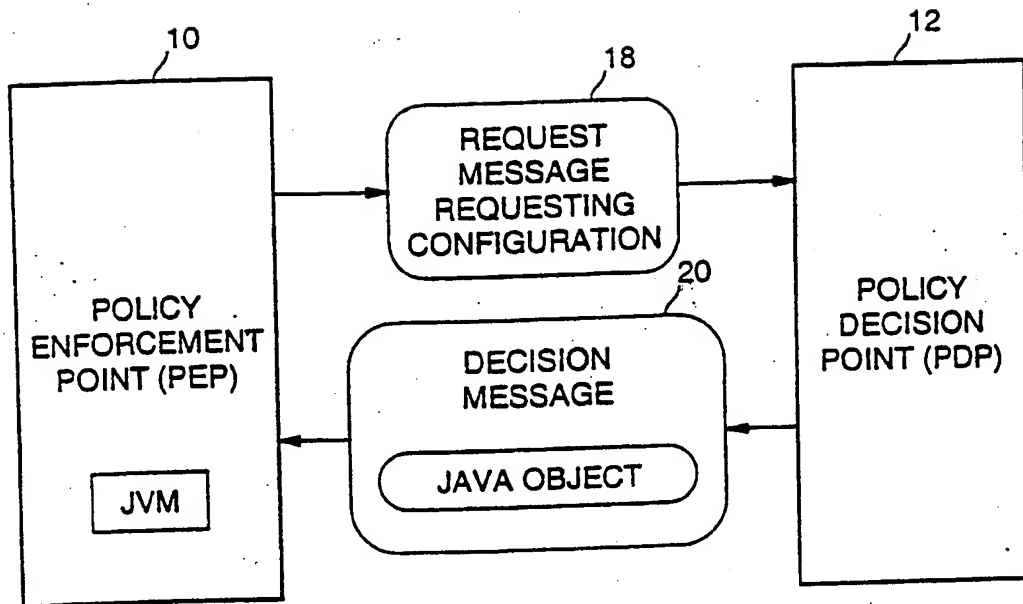 10
18
12
REQUEST
MESSAGE
REQUESTING
CONFIGURATION
POLICY
ENFORCEMENT
POINT (PEP)
JVM
20
DECISION
MESSAGE
JAVA OBJECT
POLICY
DECISION
POINT (PDP)